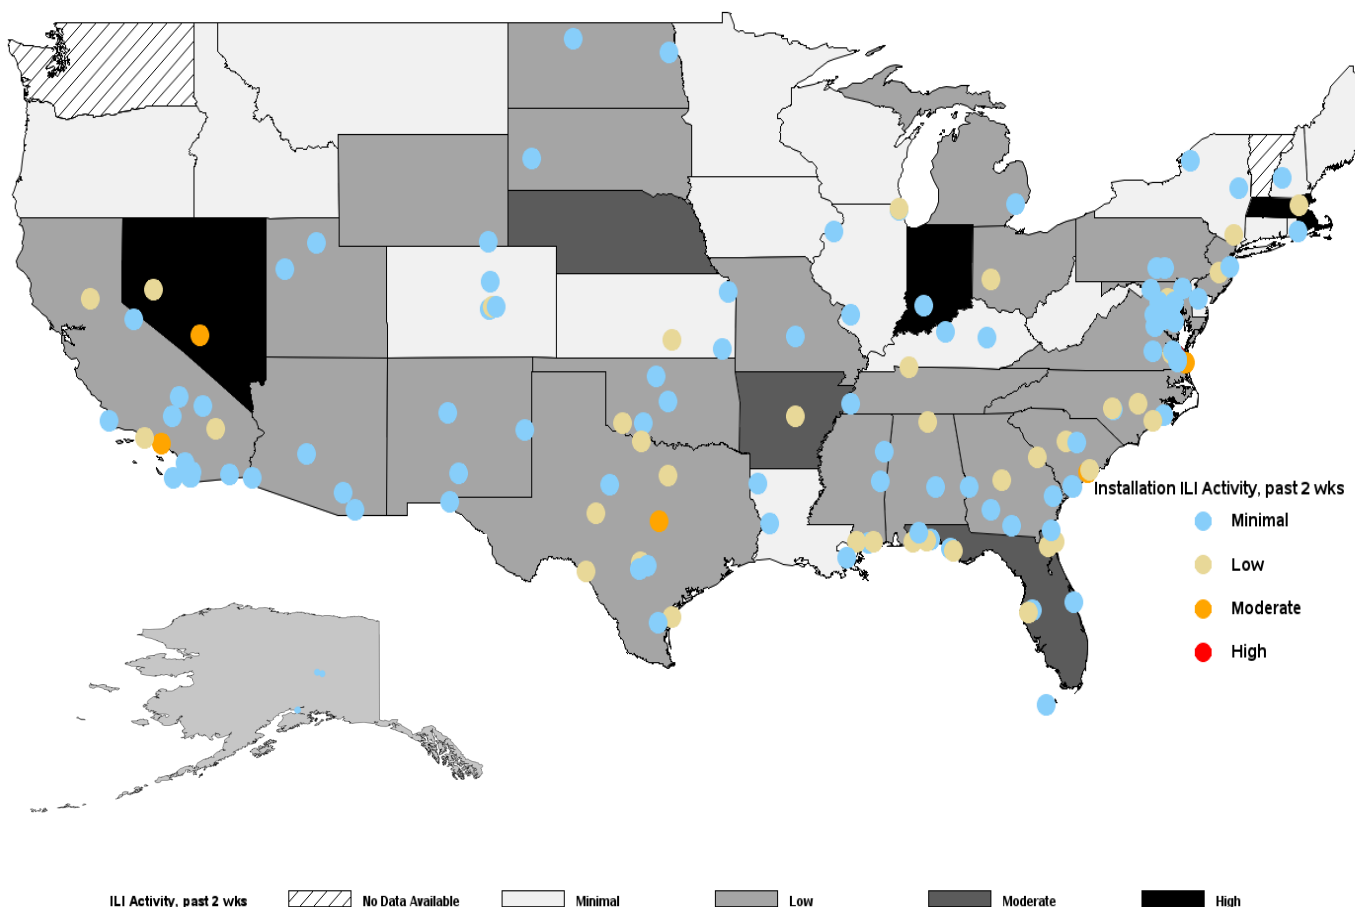 Installation ILI Activity, past 2 wks
Minimal
Low
Moderate
High
ILI Activity, past 2 wks No Data Available Minimal Low Moderate High